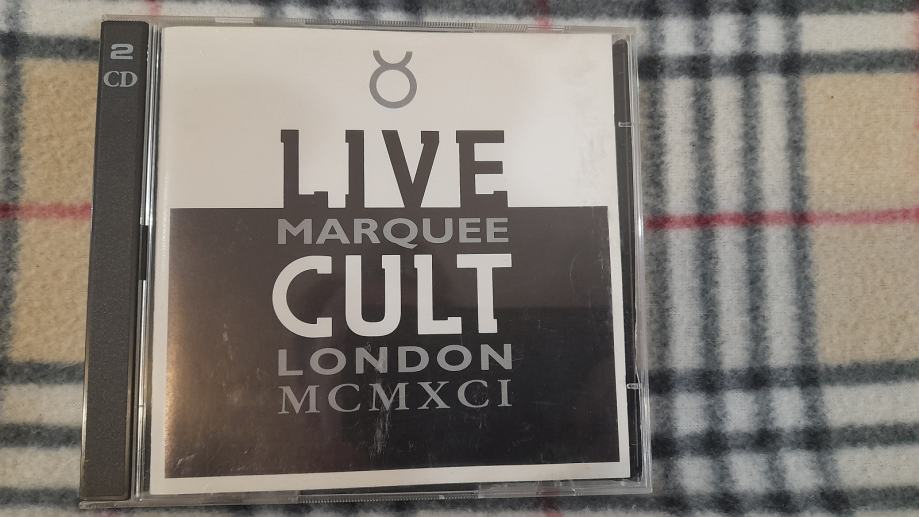 2
CD
LIVE
MARQUEE
CULT
LONDON
MCMXCI